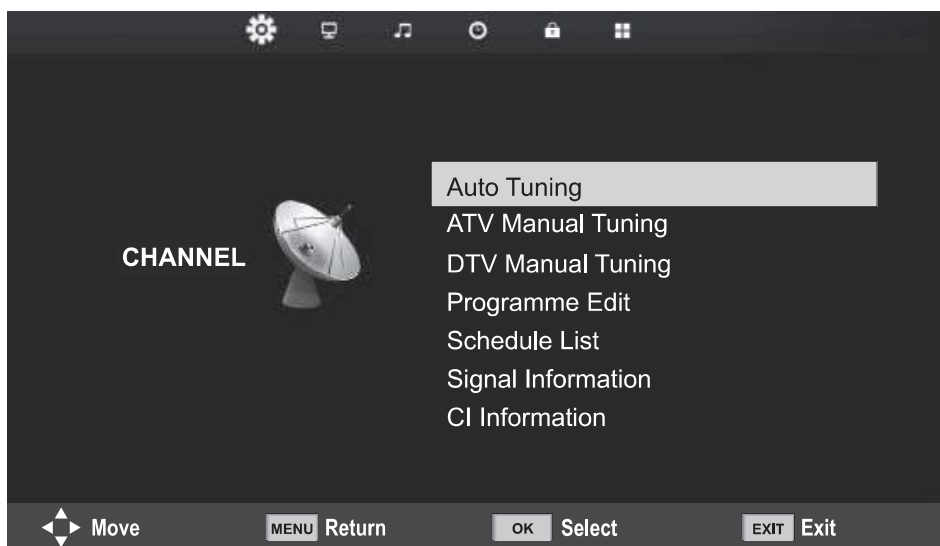 Auto Tuning
ATV Manual Tuning
CHANNEL
DTV Manual Tuning
Programme Edit
Schedule List
Signal Information
CI Information
Move MENU Return OK Select EXIT Exit